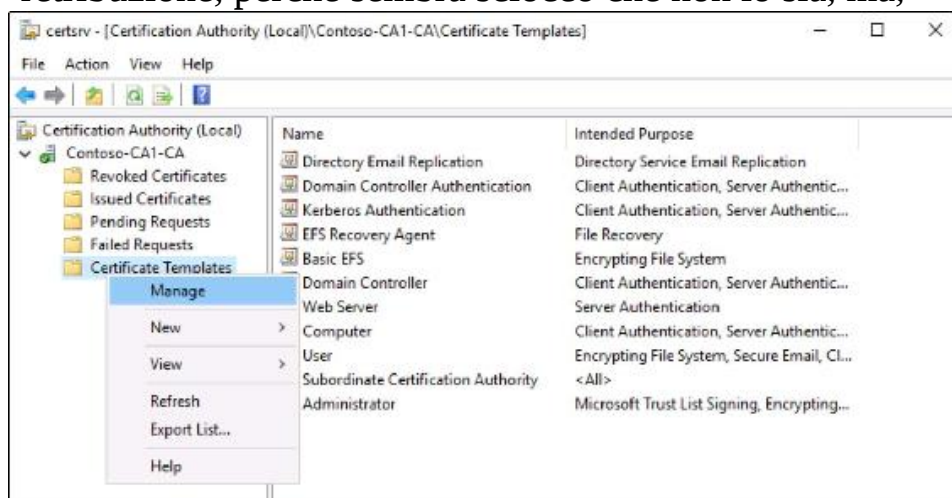 certsrv - [Certification Authority (Local)\Contoso-CA1-CA\Certificate Templates]
File Action View Help
Certification Authority (Local)
Contoso-CA1-CA
Revoked Certificates
Issued Certificates
Pending Requests
Failed Requests
Certificate Templates
Manage
New
View
Refresh
Export List...
Help
Name Intended Purpose
Directory Email Replication Directory Service Email Replication
Domain Controller Authentication Client Authentication, Server Authentic...
Kerberos Authentication Client Authentication, Server Authentic...
EFS Recovery Agent File Recovery
Basic EFS Encrypting File System
Domain Controller Client Authentication, Server Authentic...
Web Server Server Authentication
Computer Client Authentication, Server Authentic...
User Encrypting File System, Secure Email, Cl...
Subordinate Certification Authority <All>
Administrator Microsoft Trust List Signing, Encrypting...